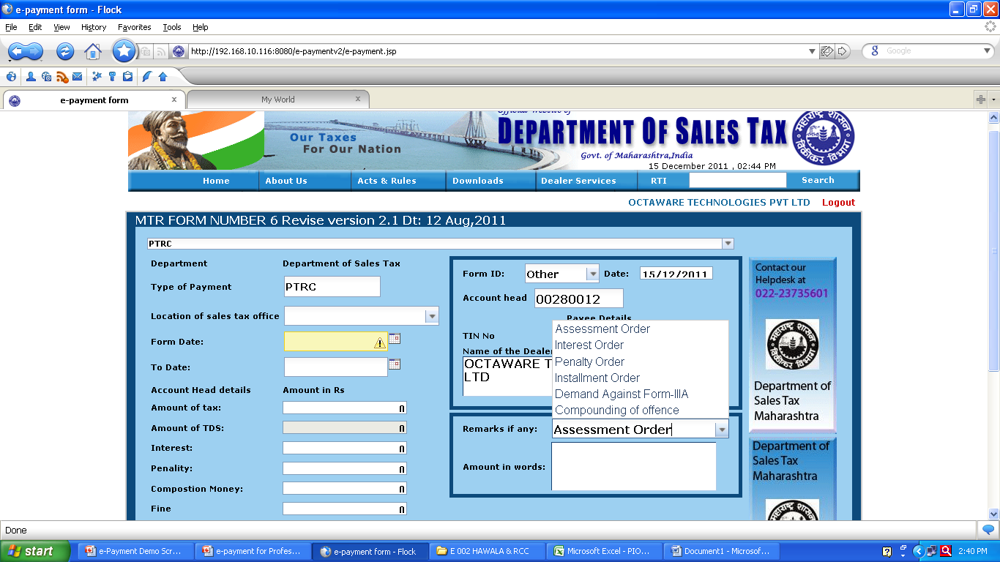 e-payment form - Flock
File Edit View History Favorites Tools Help
http://192.168.10.116:8080/e-paymentv2/e-payment.jsp
Google
e-payment form
My World
Official Website of
DEPARTMENT OF SALES TAX
Govt. of Maharashtra,India
Our Taxes
For Our Nation
15 December 2011 , 02:44 PM
Home About Us Acts & Rules Downloads Dealer Services RTI Search
OCTAWARE TECHNOLOGIES PVT LTD Logout
MTR FORM NUMBER 6 Revise version 2.1 Dt: 12 Aug,2011
PTRC
Department Department of Sales Tax
Type of Payment PTRC
Location of sales tax office
Form Date:
To Date:
Account Head details Amount in Rs
Amount of tax: 0
Amount of TDS: 0
Interest: 0
Penality: 0
Compostion Money: 0
Fine 0
Form ID: Other Date: 15/12/2011
Account head 00280012
Payee Details
TIN No
Name of the Dealer
OCTAWARE T
LTD
Assessment Order
Interest Order
Penalty Order
Installment Order
Demand Against Form-IIIA
Compounding of offence
Remarks if any: Assessment Order
Amount in words:
Contact our
Helpdesk at
022-23735601
Department of
Sales Tax
Maharashtra
Department of
Sales Tax
Maharashtra
Done
start
e-Payment Demo Scr...
e-payment for Profes...
e-payment form - Flock
E 002 HAWALA & RCC
Microsoft Excel - PIO...
Document1 - Microsof...
2:40 PM